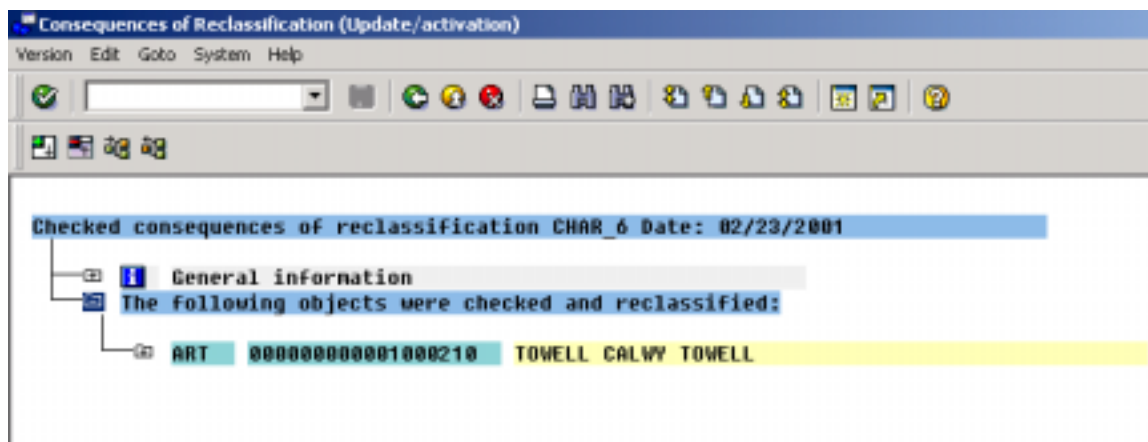 Consequences of Reclassification (Update/activation)
Version Edit Goto System Help
Checked consequences of reclassification CHAR_6 Date: 02/23/2001
General information
The following objects were checked and reclassified:
ART 000000000001000210 TOWELL CALWY TOWELL